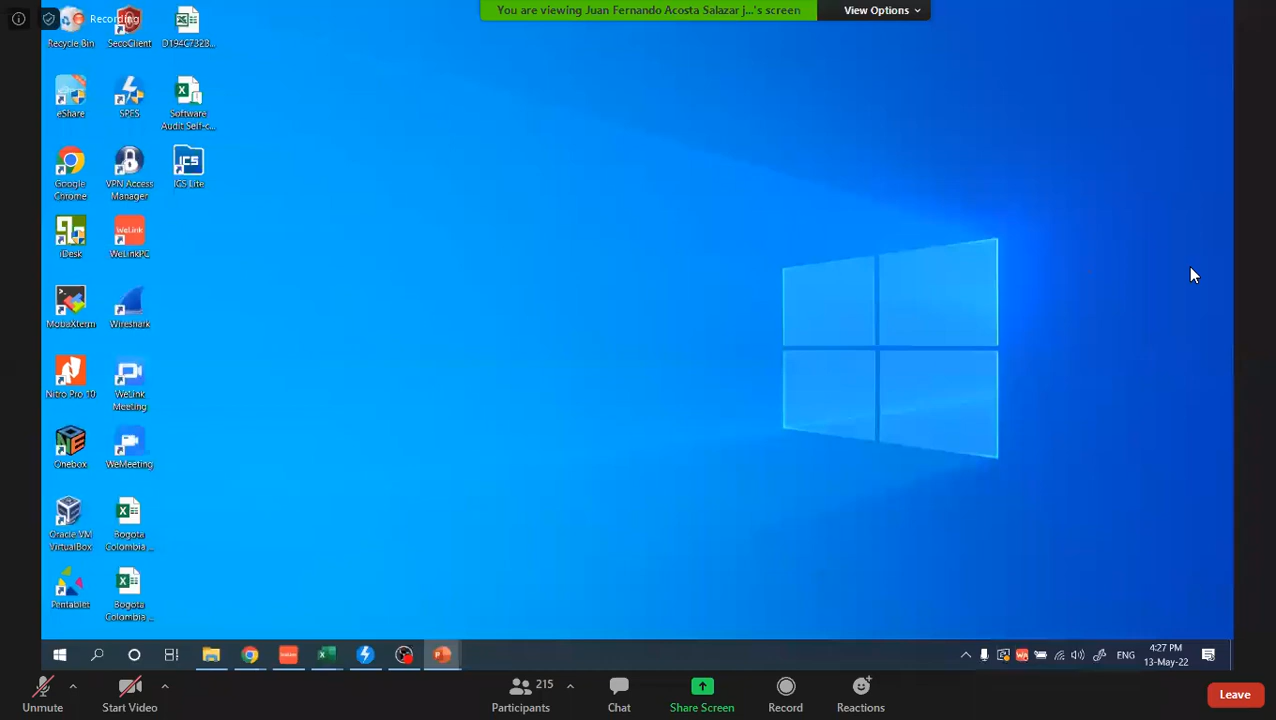 Recording
You are viewing Juan Fernando Acosta Salazar j...'s screen
View Options
Recycle Bin
SecoClient
D194C732B...
eShare
SPES
Software
Audit Self-c...
Google
Chrome
VPN Access
Manager
ICS
ICS Lite
iDesk
WeLink
WeLinkPC
MobaXterm
Wireshark
Nitro Pro 10
WeLink
Meeting
Onebox
WeMeeting
Oracle VM
VirtualBox
Bogota
Colombia,...
Pentablet
Bogota
Colombia,...
ENG
4:27 PM
13-May-22
Unmute
Start Video
215
Participants
Chat
Share Screen
Record
Reactions
Leave